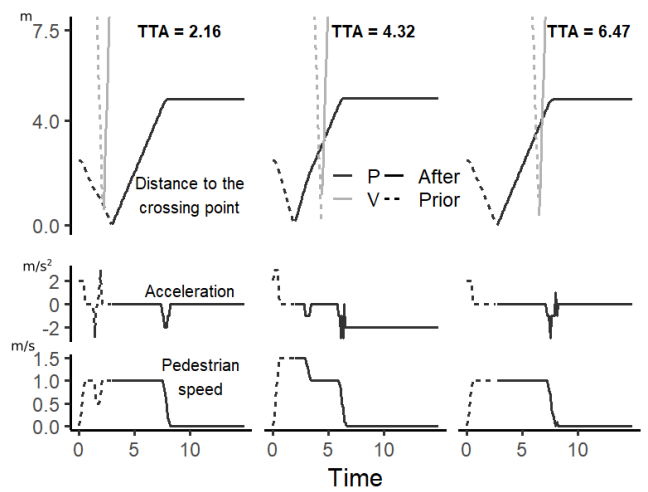 m
TTA = 2.16
TTA = 4.32
TTA = 6.47
7.5
4.0
0.0
Distance to the
crossing point
P
After
V
Prior
m/s²
2
0
-2
Acceleration
m/s
1.5
1.0
0.5
0.0
Pedestrian
speed
0 5 10
0 5 10
0 5 10
Time